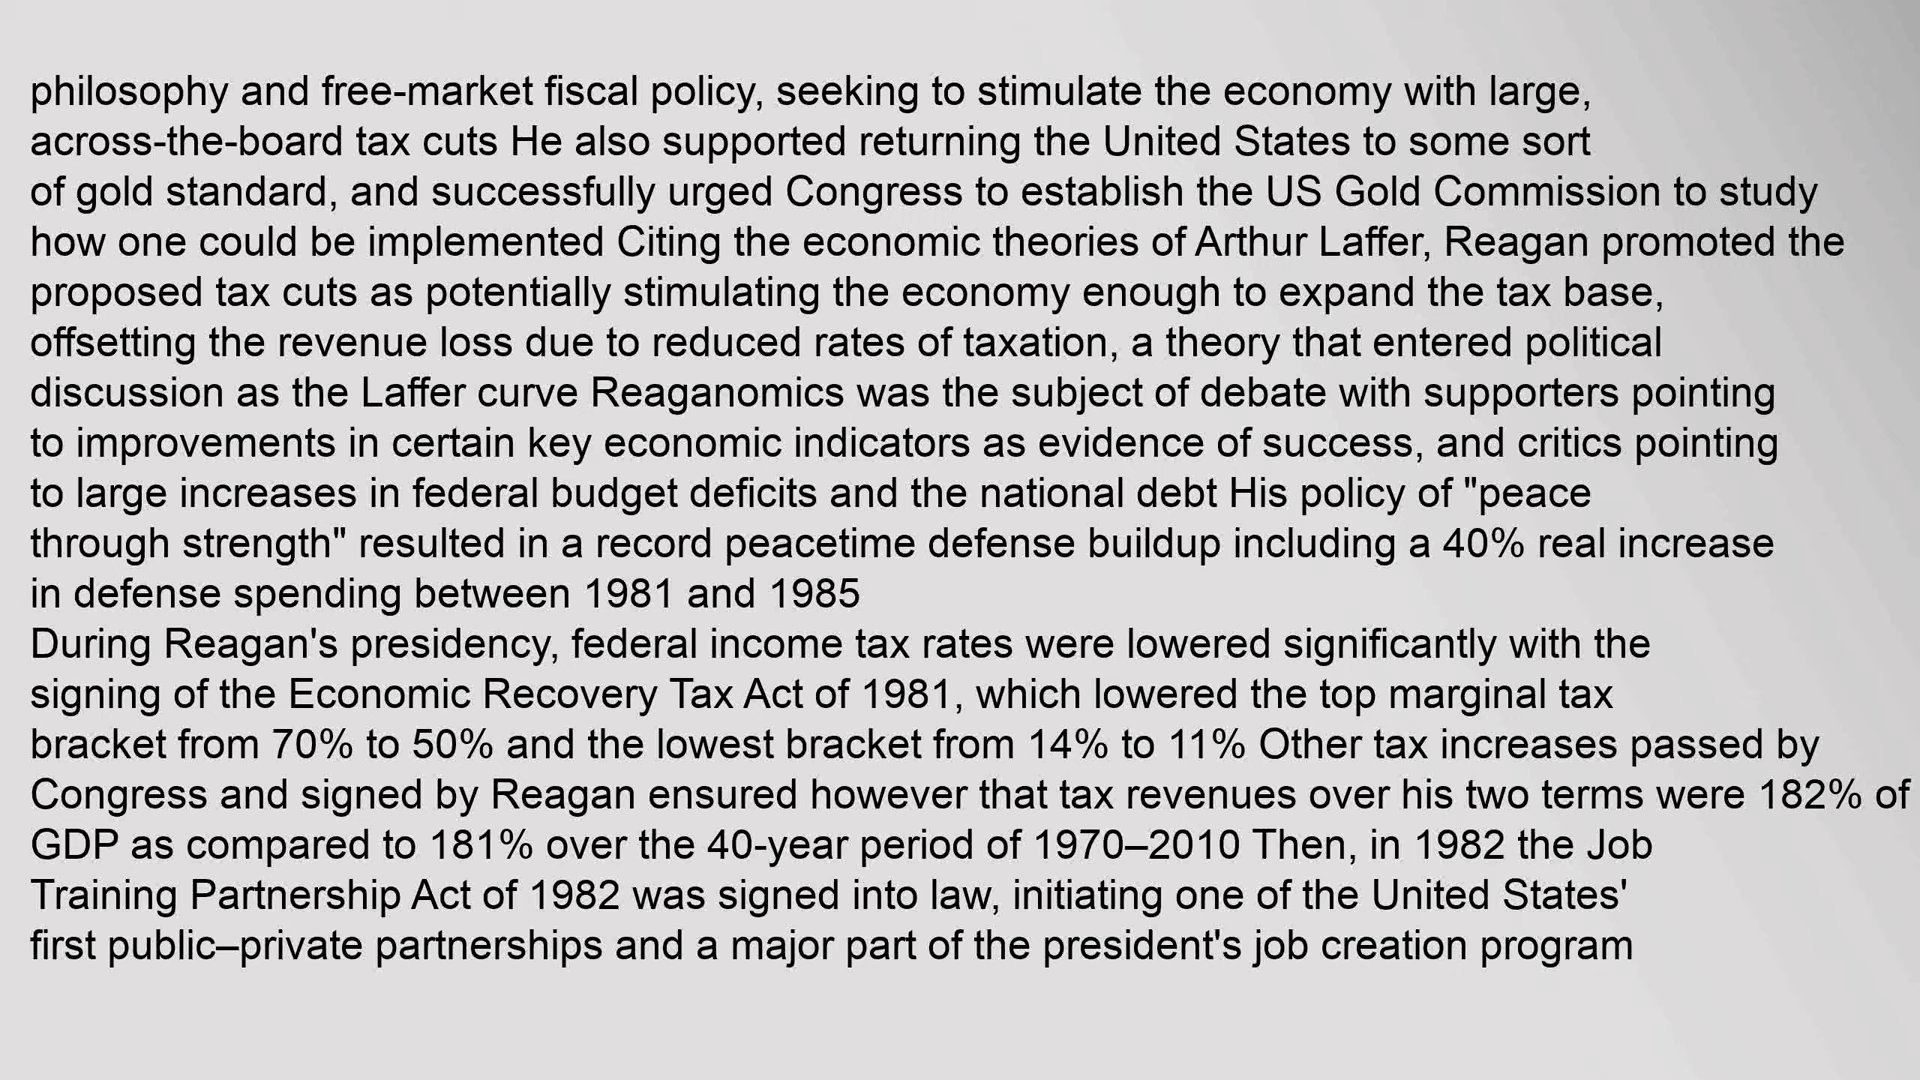 philosophy and free-market fiscal policy, seeking to stimulate the economy with large,
across-the-board tax cuts He also supported returning the United States to some sort
of gold standard, and successfully urged Congress to establish the US Gold Commission to study
how one could be implemented Citing the economic theories of Arthur Laffer, Reagan promoted the
proposed tax cuts as potentially stimulating the economy enough to expand the tax base,
offsetting the revenue loss due to reduced rates of taxation, a theory that entered political
discussion as the Laffer curve Reaganomics was the subject of debate with supporters pointing
to improvements in certain key economic indicators as evidence of success, and critics pointing
to large increases in federal budget deficits and the national debt His policy of "peace
through strength" resulted in a record peacetime defense buildup including a 40% real increase
in defense spending between 1981 and 1985
During Reagan's presidency, federal income tax rates were lowered significantly with the
signing of the Economic Recovery Tax Act of 1981, which lowered the top marginal tax
bracket from 70% to 50% and the lowest bracket from 14% to 11% Other tax increases passed by
Congress and signed by Reagan ensured however that tax revenues over his two terms were 182% of
GDP as compared to 181% over the 40-year period of 1970–2010 Then, in 1982 the Job
Training Partnership Act of 1982 was signed into law, initiating one of the United States'
first public–private partnerships and a major part of the president's job creation program